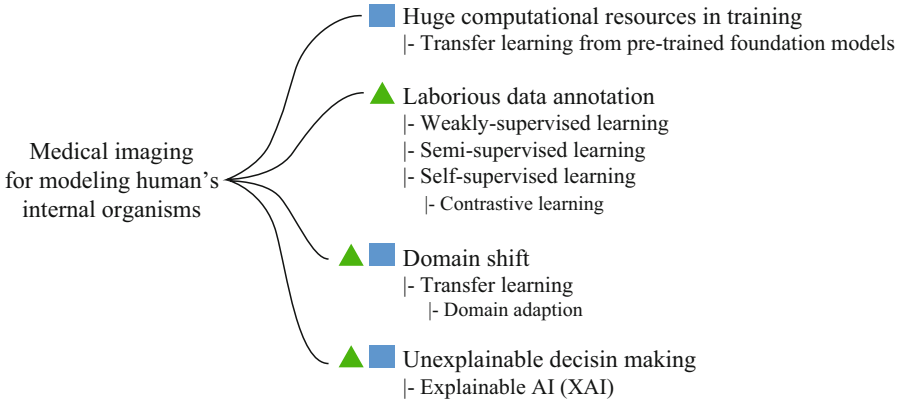 Medical imaging
for modeling human's
internal organisms
Huge computational resources in training
|- Transfer learning from pre-trained foundation models
Laborious data annotation
|- Weakly-supervised learning
|- Semi-supervised learning
|- Self-supervised learning
|- Contrastive learning
Domain shift
|- Transfer learning
|- Domain adaption
Unexplainable decisin making
|- Explainable AI (XAI)